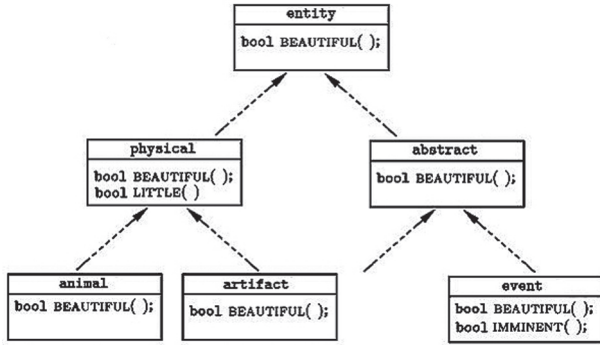 entity
bool BEAUTIFUL( );
physical
bool BEAUTIFUL( );
bool LITTLE( )
abstract
bool BEAUTIFUL( );
animal
bool BEAUTIFUL( );
artifact
bool BEAUTIFUL( );
event
bool BEAUTIFUL( );
bool IMMINENT( );